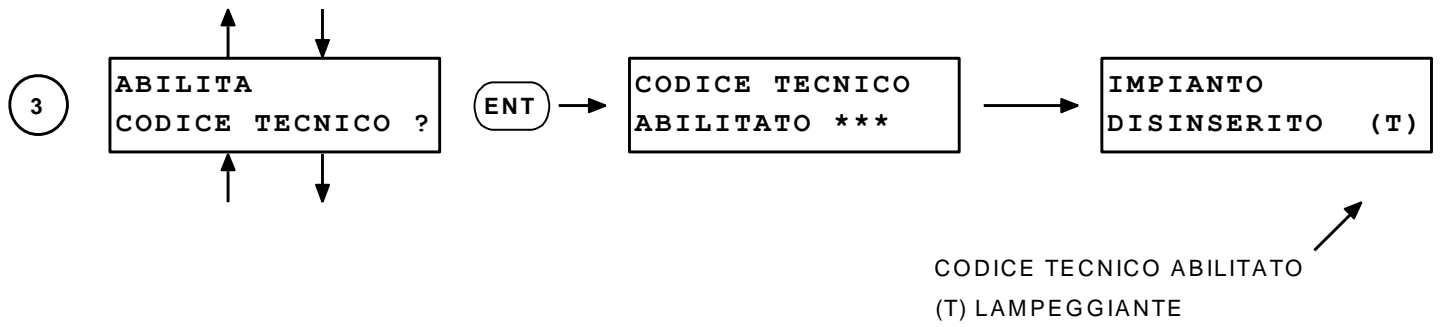 3
ABILITA
CODICE TECNICO ?
ENT
CODICE TECNICO
ABILITATO ***
IMPIANTO
DISINSERITO (T)
CODICE TECNICO ABILITATO
(T) LAMPEGGIANTE